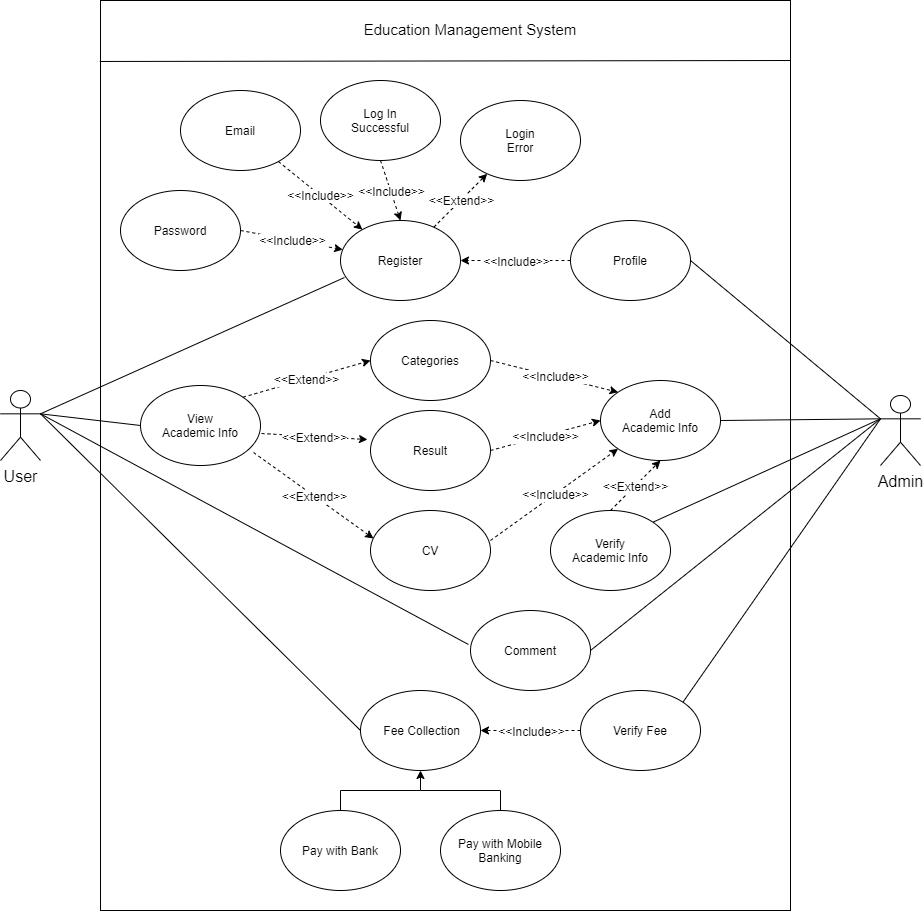 Education Management System
Email
Log In
Successful
Login
Error
<<Include>>
<<Include>>
<<Extend>>
Password
<<Include>>
Register
<<Include>>
Profile
Categories
<<Extend>>
<<Include>>
View
Academic Info
Add
Academic Info
<<Extend>>
Result
<<Include>>
User
Admin
<<Extend>>
<<Include>>
<<Extend>>
CV
Verify
Academic Info
Comment
Fee Collection
<<Include>>
Verify Fee
Pay with Bank
Pay with Mobile
Banking